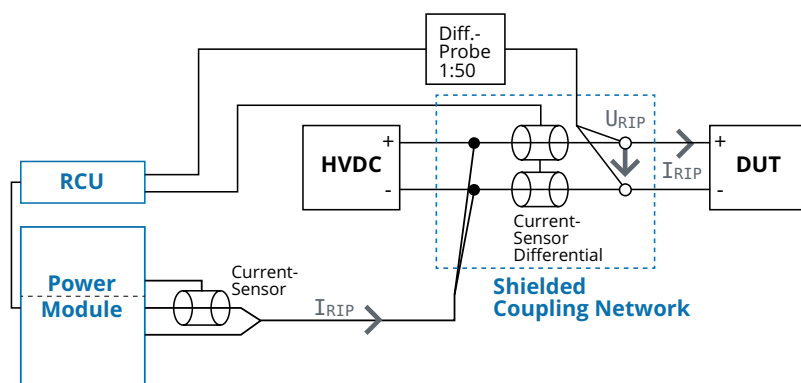 Diff.-
Probe
1:50
URIP
+
+
HVDC
DUT
IRIP
-
-
RCU
Current-
Sensor
Differential
Current-
Sensor
Power
Module
Shielded
Coupling Network
IRIP